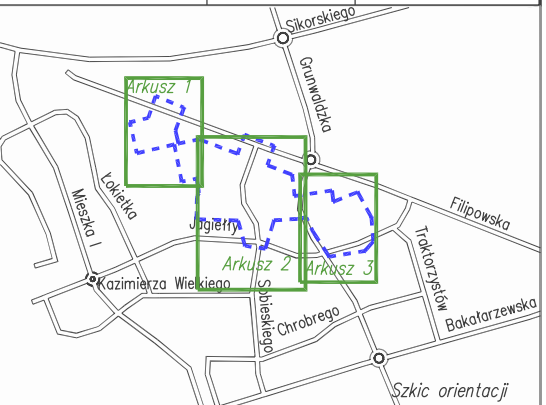 Sikorskiego
Grunwaldzka
Arkusz 1
Łokietka
Mieszka I
Filipowska
Jagiełły
Traktorzystów
Arkusz 2
Arkusz 3
Kazimierza Wielkiego
Sobieskiego
Chrobrego
Bakałarzewska
Szkic orientacji